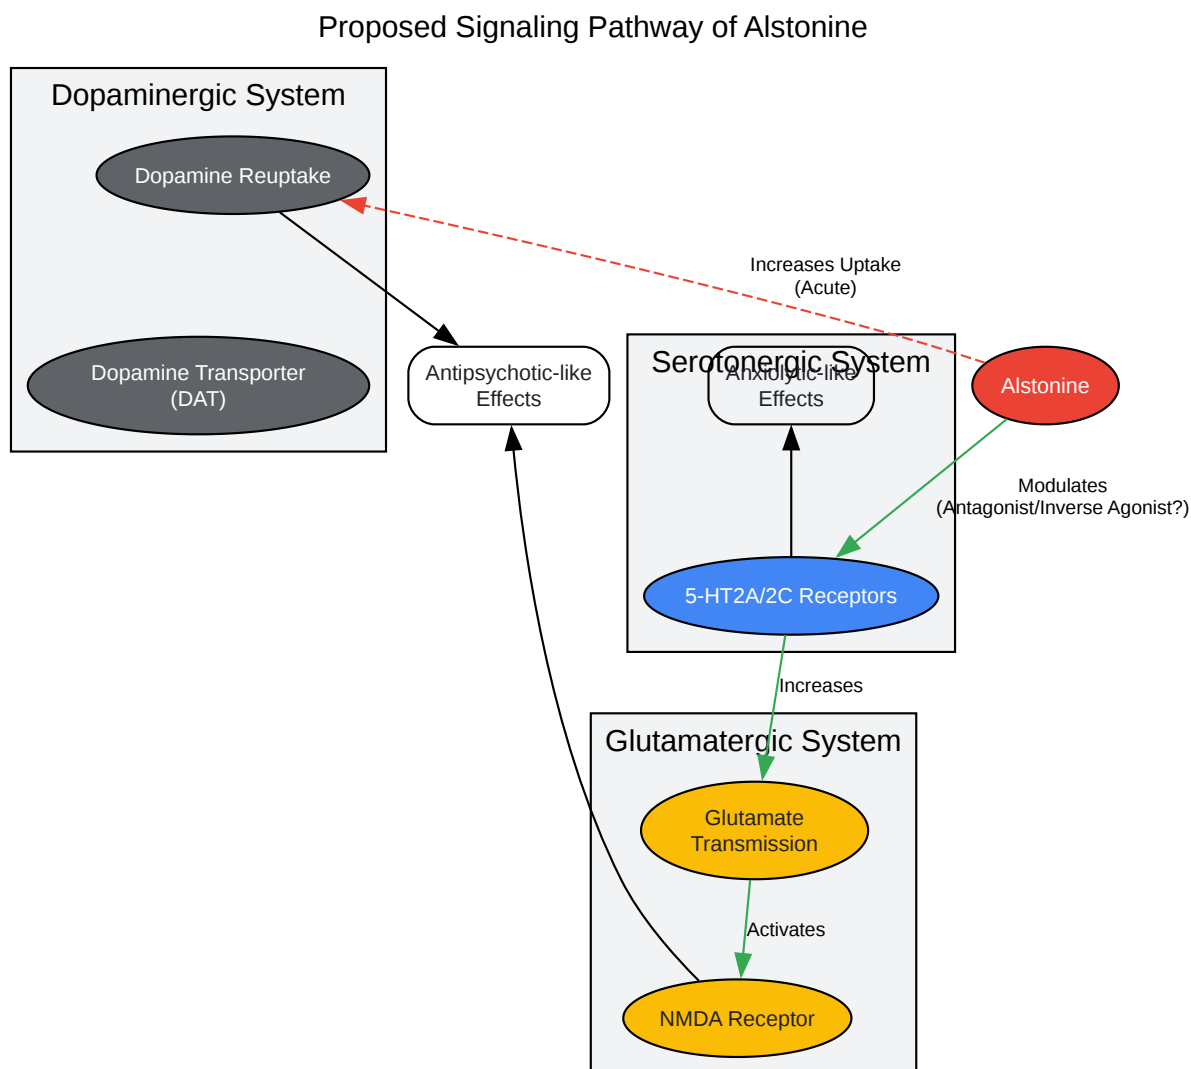 Proposed Signaling Pathway of Alstonine
Dopaminergic System
Dopamine Reuptake
Increases Uptake
(Acute)
Dopamine Transporter
(DAT)
Antipsychotic-like
Effects
Serotonergic System
Anxiolytic-like
Effects
Alstonine
Modulates
(Antagonist/Inverse Agonist?)
5-HT2A/2C Receptors
Increases
Glutamatergic System
Glutamate
Transmission
Activates
NMDA Receptor